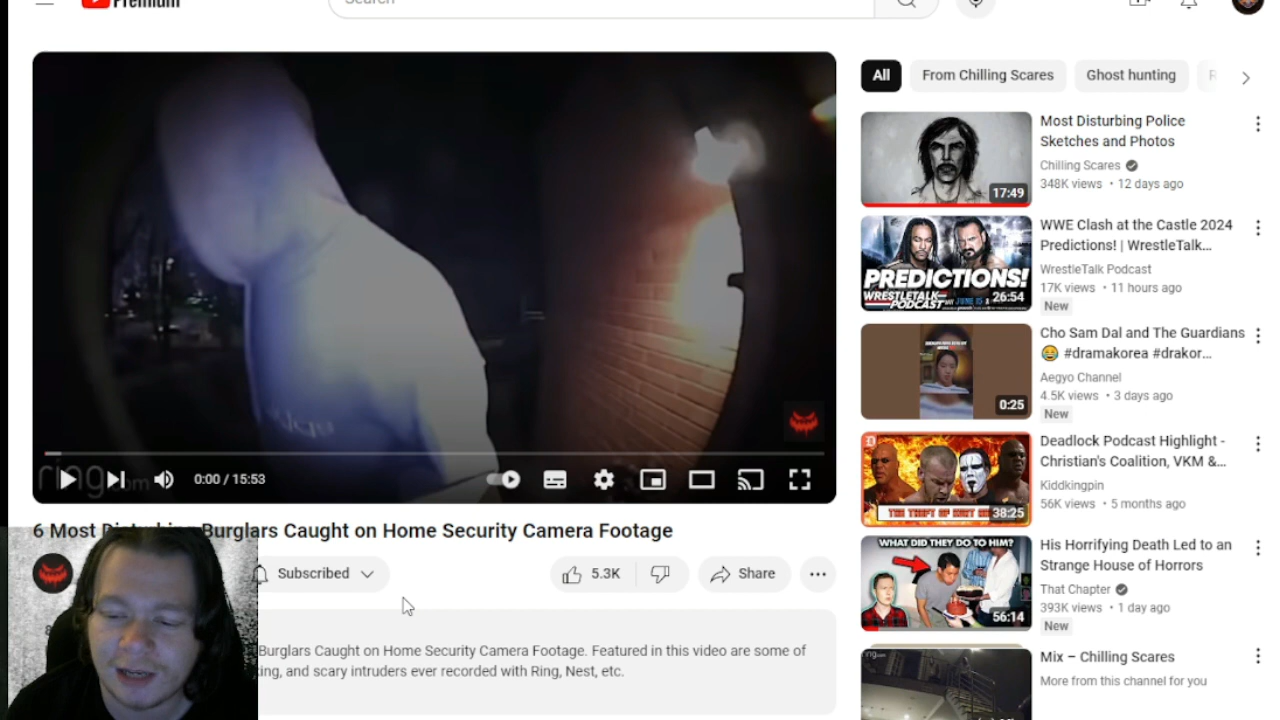 Premium
Search
All
From Chilling Scares
Ghost hunting
Most Disturbing Police
Sketches and Photos
Chilling Scares
348K views • 12 days ago
17:49
WWE Clash at the Castle 2024
Predictions! | WrestleTalk...
WrestleTalk Podcast
17K views • 11 hours ago
New
PREDICTIONS!
WRESTLETALK
PODCAST
JUNE 15
26:54
Cho Sam Dal and The Guardians
😂 #dramakorea #drakor...
Aegyo Channel
4.5K views • 3 days ago
New
0:25
Deadlock Podcast Highlight -
Christian's Coalition, VKM &...
Kiddkingpin
56K views • 5 months ago
38:25
WHAT DID THEY DO TO HIM?
His Horrifying Death Led to an
Strange House of Horrors
That Chapter
393K views • 1 day ago
New
56:14
Mix – Chilling Scares
More from this channel for you
ring.com
0:00 / 15:53
6 Most Burglars Caught on Home Security Camera Footage
Subscribed
5.3K
Share
Burglars Caught on Home Security Camera Footage. Featured in this video are some of
and scary intruders ever recorded with Ring, Nest, etc.